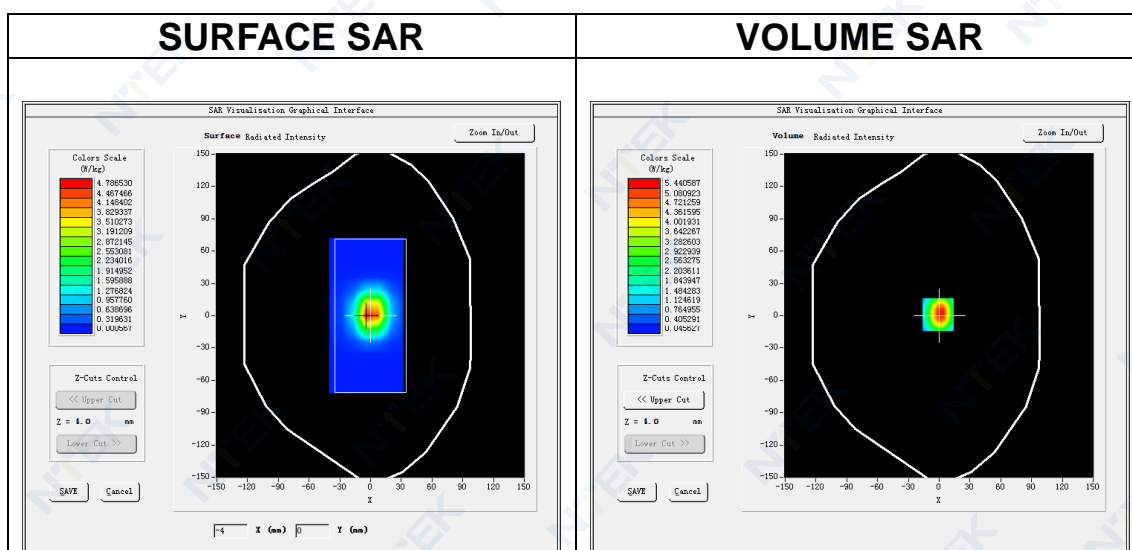 SURFACE SAR
SAR Visualisation Graphical Interface
Surface Radiated Intensity
Zoom In/Out
Colors Scale
(W/kg)
4.786530
4.467466
4.148402
3.829337
3.510273
3.191209
2.872145
2.553081
2.234016
1.914952
1.595888
1.276824
0.957760
0.638696
0.319631
0.000567
150
120
90
60
30
0
-30
-60
-90
-120
-150
Y
-150 -120 -90 -60 -30 0 30 60 90 120 150
X
Z-Cuts Control
<< Upper Cut
Z = 4.0 mm
Lower Cut >>
SAVE Cancel
-4 X (mm) 0 Y (mm)
VOLUME SAR
SAR Visualisation Graphical Interface
Volume Radiated Intensity
Zoom In/Out
Colors Scale
(W/kg)
5.440587
5.080923
4.721259
4.361595
4.001931
3.642267
3.282603
2.922939
2.563275
2.203611
1.843947
1.484283
1.124619
0.764955
0.405291
0.045627
150
120
90
60
30
0
-30
-60
-90
-120
-150
Y
-150 -120 -90 -60 -30 0 30 60 90 120 150
X
Z-Cuts Control
<< Upper Cut
Z = 4.0 mm
Lower Cut >>
SAVE Cancel
NTEK